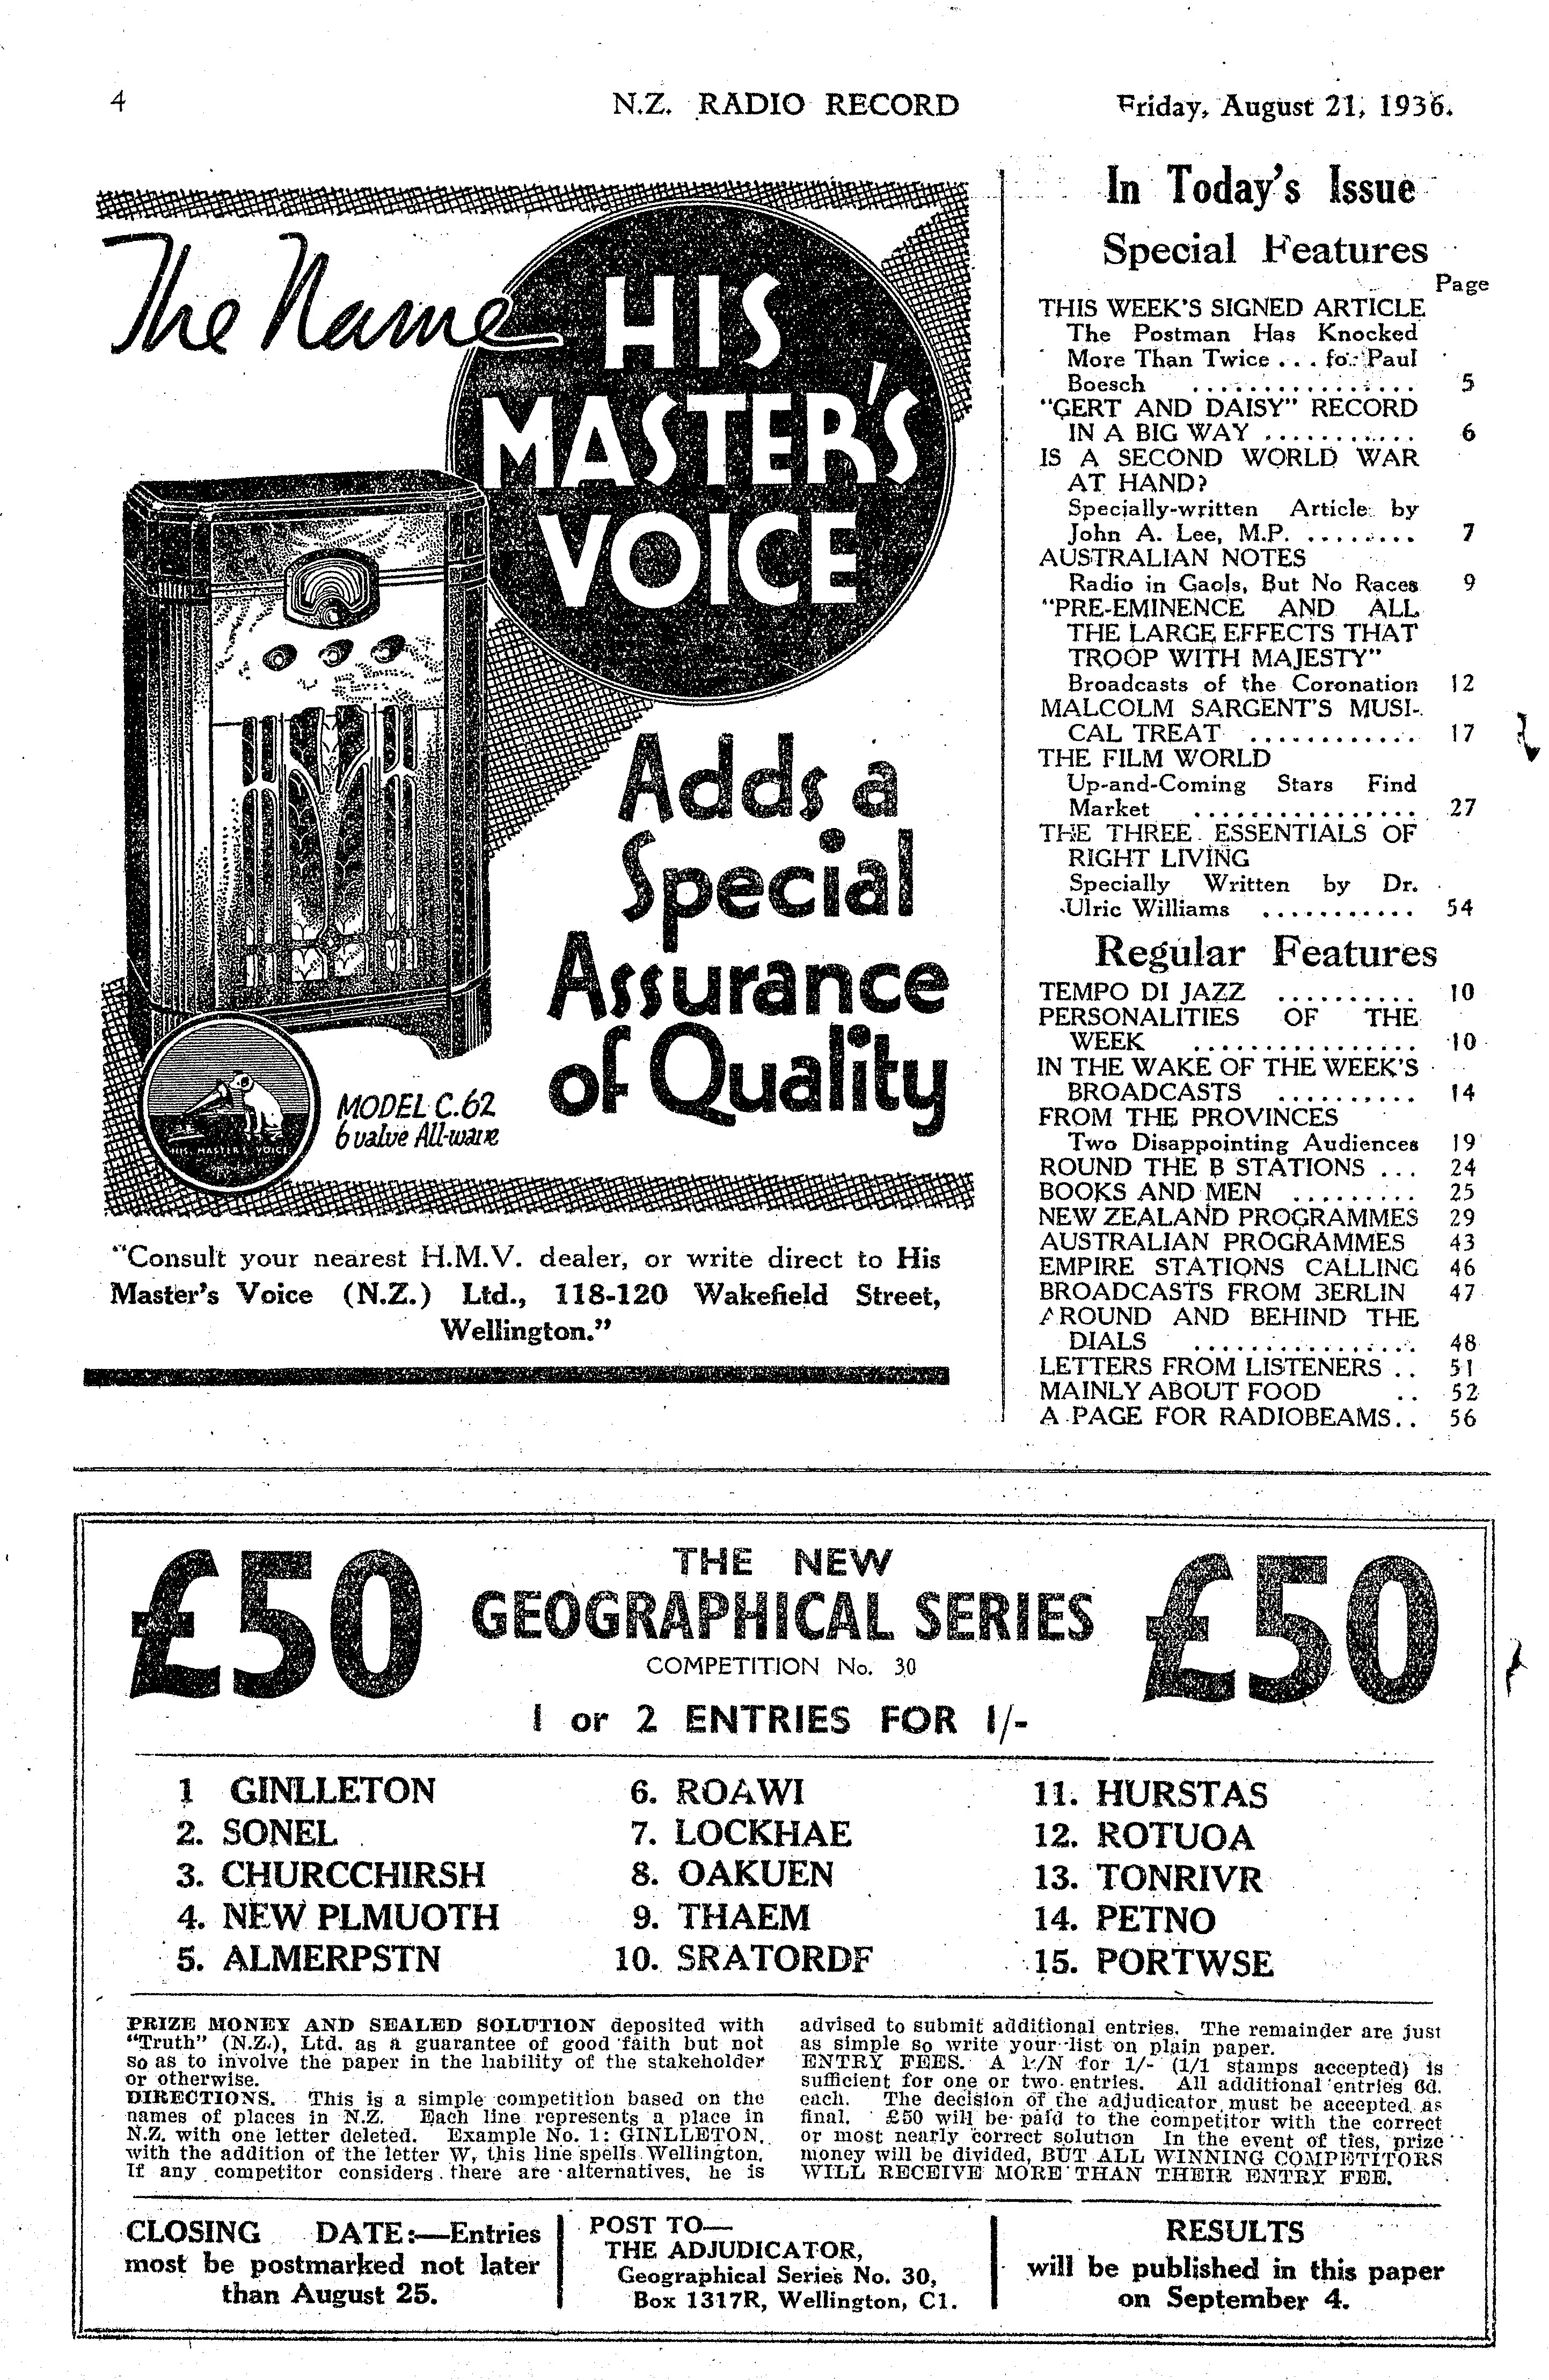 4
N.Z. RADIO RECORD
Friday, August 21, 1936.
The Name
HIS
MASTER'S
VOICE
Adds a
Special
Assurance
of Quality
HIS MASTER'S VOICE
MODEL C.62
6 valve All-wave
"Consult your nearest H.M.V. dealer, or write direct to His
Master's Voice (N.Z.) Ltd., 118-120 Wakefield Street,
Wellington."
In Today's Issue
Special Features
Page
THIS WEEK'S SIGNED ARTICLE
The Postman Has Knocked
More Than Twice . . . for Paul
Boesch ................ 5
"GERT AND DAISY" RECORD
IN A BIG WAY ........... 6
IS A SECOND WORLD WAR
AT HAND?
Specially-written Article by
John A. Lee, M.P. ........ 7
AUSTRALIAN NOTES
Radio in Gaols, But No Races 9
"PRE-EMINENCE AND ALL
THE LARGE EFFECTS THAT
TROOP WITH MAJESTY"
Broadcasts of the Coronation 12
MALCOLM SARGENT'S MUSI-
CAL TREAT ............ 17
THE FILM WORLD
Up-and-Coming Stars Find
Market ................ 27
THE THREE ESSENTIALS OF
RIGHT LIVING
Specially Written by Dr.
Ulric Williams ........... 54
Regular Features
TEMPO DI JAZZ .......... 10
PERSONALITIES OF THE
WEEK ................ 10
IN THE WAKE OF THE WEEK'S
BROADCASTS .......... 14
FROM THE PROVINCES
Two Disappointing Audiences 19
ROUND THE B STATIONS ... 24
BOOKS AND MEN ......... 25
NEW ZEALAND PROGRAMMES 29
AUSTRALIAN PROGRAMMES 43
EMPIRE STATIONS CALLING 46
BROADCASTS FROM BERLIN 47
AROUND AND BEHIND THE
DIALS ................ 48
LETTERS FROM LISTENERS .. 51
MAINLY ABOUT FOOD .. 52
A PAGE FOR RADIOBEAMS.. 56
£50
THE NEW
GEOGRAPHICAL SERIES
COMPETITION No. 30
1 or 2 ENTRIES FOR 1/-
£50
1 GINLLETON
2. SONEL
3. CHURCCHIRSH
4. NEW PLMUOTH
5. ALMERPSTN
6. ROAWI
7. LOCKHAE
8. OAKUEN
9. THAEM
10. SRATORDF
11. HURSTAS
12. ROTUOA
13. TONRIVR
14. PETNO
15. PORTWSE
PRIZE MONEY AND SEALED SOLUTION deposited with
"Truth" (N.Z.), Ltd. as a guarantee of good faith but not
so as to involve the paper in the liability of the stakeholder
or otherwise.
DIRECTIONS. This is a simple competition based on the
names of places in N.Z. Each line represents a place in
N.Z. with one letter deleted. Example No. 1: GINLLETON,
with the addition of the letter W, this line spells Wellington.
If any competitor considers there are alternatives, he is
advised to submit additional entries. The remainder are just
as simple so write your list on plain paper.
ENTRY FEES. A P/N for 1/- (1/1 stamps accepted) is
sufficient for one or two entries. All additional entries 6d.
each. The decision of the adjudicator must be accepted as
final. £50 will be paid to the competitor with the correct
or most nearly correct solution In the event of ties, prize
money will be divided, BUT ALL WINNING COMPETITORS
WILL RECEIVE MORE THAN THEIR ENTRY FEE.
CLOSING DATE:—Entries
most be postmarked not later
than August 25.
POST TO—
THE ADJUDICATOR,
Geographical Series No. 30,
Box 1317R, Wellington, C1.
RESULTS
will be published in this paper
on September 4.